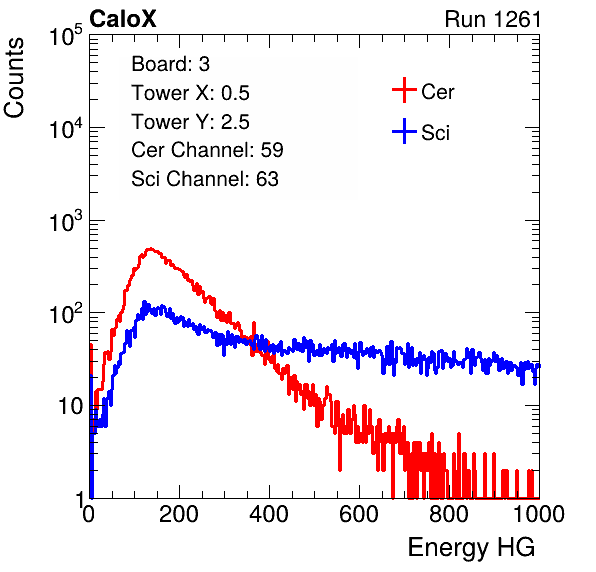 CaloX Run 1261
Counts
10^5
10^4
10^3
10^2
10
1
Board: 3
Tower X: 0.5
Tower Y: 2.5
Cer Channel: 59
Sci Channel: 63
Cer
Sci
0 200 400 600 800 1000
Energy HG